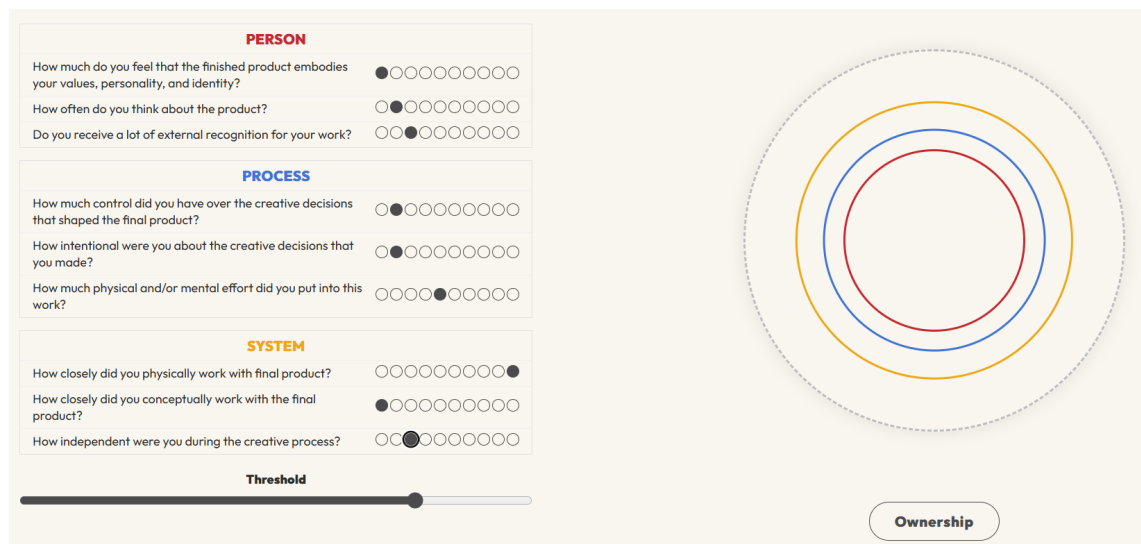 PERSON
How much do you feel that the finished product embodies
your values, personality, and identity?
How often do you think about the product?
Do you receive a lot of external recognition for your work?
PROCESS
How much control did you have over the creative decisions
that shaped the final product?
How intentional were you about the creative decisions that
you made?
How much physical and/or mental effort did you put into this
work?
SYSTEM
How closely did you physically work with final product?
How closely did you conceptually work with the final
product?
How independent were you during the creative process?
Threshold
Ownership